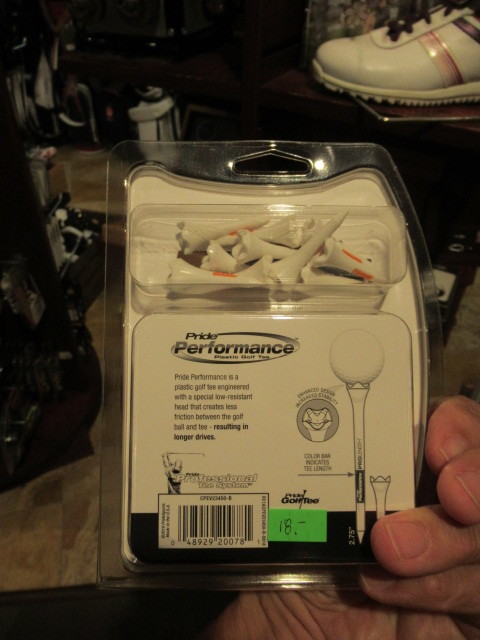 Pride
Performance
Plastic Golf Tee
Pride Performance is a
plastic golf tee engineered
with a special low-resistant
head that creates less
friction between the golf
ball and tee - resulting in
longer drives.
COLOR BAR
INDICATES
TEE LENGTH
Professional
Tee System
Pride
GolfTee
2.75"
18.-
48929 20078